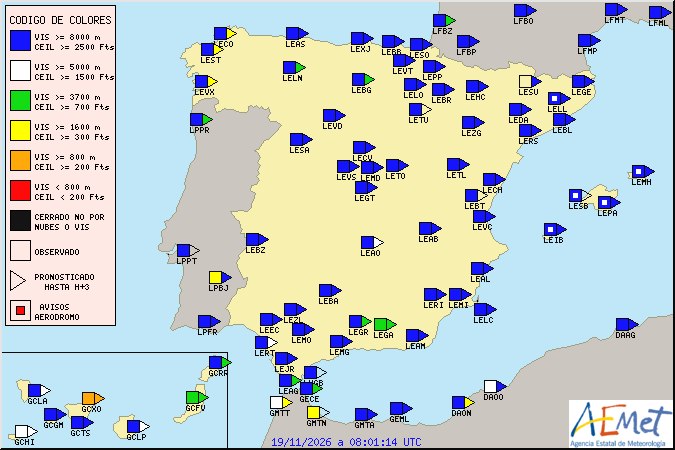 CODIGO DE COLORES
VIS >= 8000 m
CEIL >= 2500 Fts
VIS >= 5000 m
CEIL >= 1500 Fts
VIS >= 3700 m
CEIL >= 700 Fts
VIS >= 1600 m
CEIL >= 300 Fts
VIS >= 800 m
CEIL >= 200 Fts
VIS < 800 m
CEIL < 200 Fts
CERRADO NO POR
NUBES O VIS
OBSERVADO
PRONOSTICADO
HASTA H+3
AVISOS
AERODROMO
LFBO
LFMT
LFML
LFBZ
LECO
LEAS
LEXJ
LEBB
LESO
LFBP
LFMP
LEST
LEVT
LEPP
LELN
LEBG
LEVX
LELO
LEBR
LEHC
LESU
LEGE
LELL
LPPR
LEVD
LETU
LEZG
LEDA
LEBL
LERS
LESA
LECV
LEVS
LEMD
LETO
LETL
LEGT
LECH
LEMH
LEBT
LESB
LEPA
LEVC
LEIB
LEAB
LEBZ
LEAO
LPPT
LPBJ
LEAL
LEBA
LERI
LEMI
LELC
LEZL
LEEC
LPFR
LEMO
LEGR
LEGA
DAAG
LERT
LEMG
LEAM
LEJR
GCRR
LEAG
GCLA
GCXO
GCFV
GECE
DAOO
GMTT
GMTN
GMTA
GEML
DAON
GCGM
GCTS
GCLP
GCHI
19/11/2026 a 08:01:14 UTC
AEmet
Agencia Estatal de Meteorología